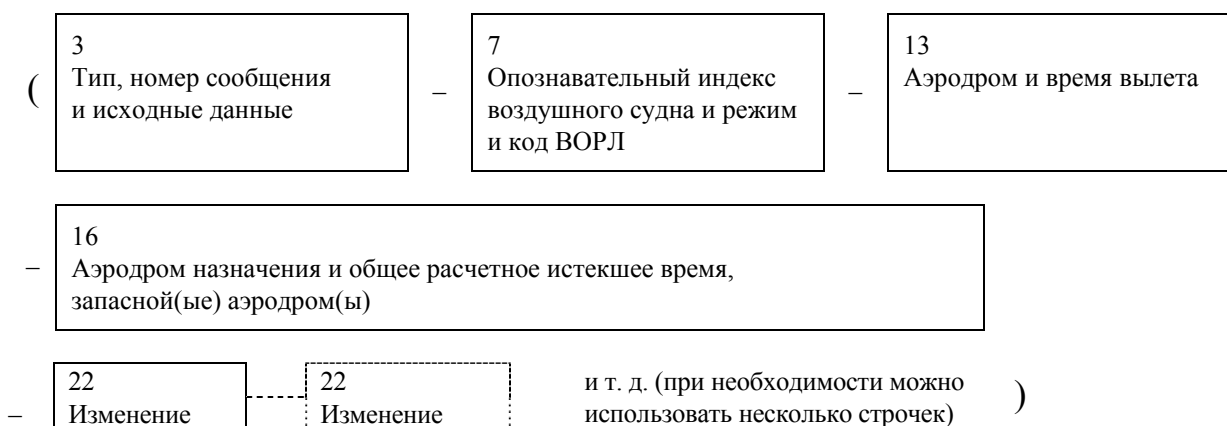 3
Тип, номер сообщения
и исходные данные
7
Опознавательный индекс
воздушного судна и режим
и код ВОРЛ
13
Аэродром и время вылета
( – –
16
Аэродром назначения и общее расчетное истекшее время,
запасной(ые) аэродром(ы)
–
22
Изменение
22
Изменение
и т. д. (при необходимости можно
использовать несколько строчек)
– )